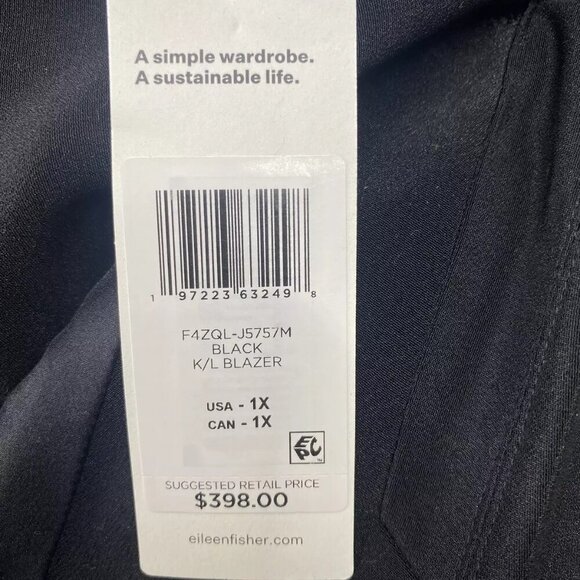 A simple wardrobe.
A sustainable life.
1 97223 63249 8
F4ZQL-J5757M
BLACK
K/L BLAZER
USA - 1X
CAN - 1X
EPC
SUGGESTED RETAIL PRICE
$398.00
eileenfisher.com